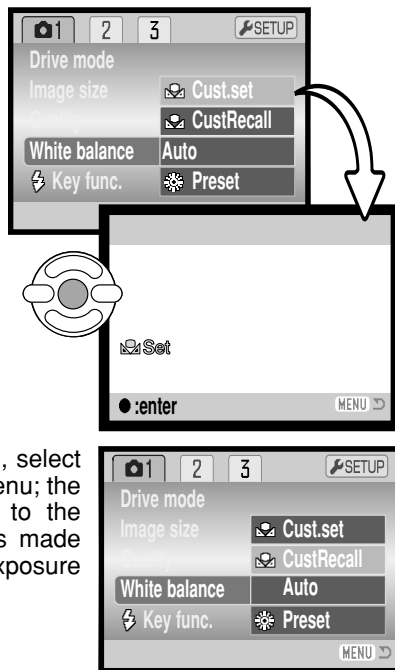 1 2 3 SETUP
Drive mode
Image size Cust.set
Quality CustRecall
White balance Auto
Key func. Preset
Set
:enter MENU
, select
enu; the
to the
s made
xposure
1 2 3 SETUP
Drive mode
Image size Cust.set
Quality CustRecall
White balance Auto
Key func. Preset
MENU